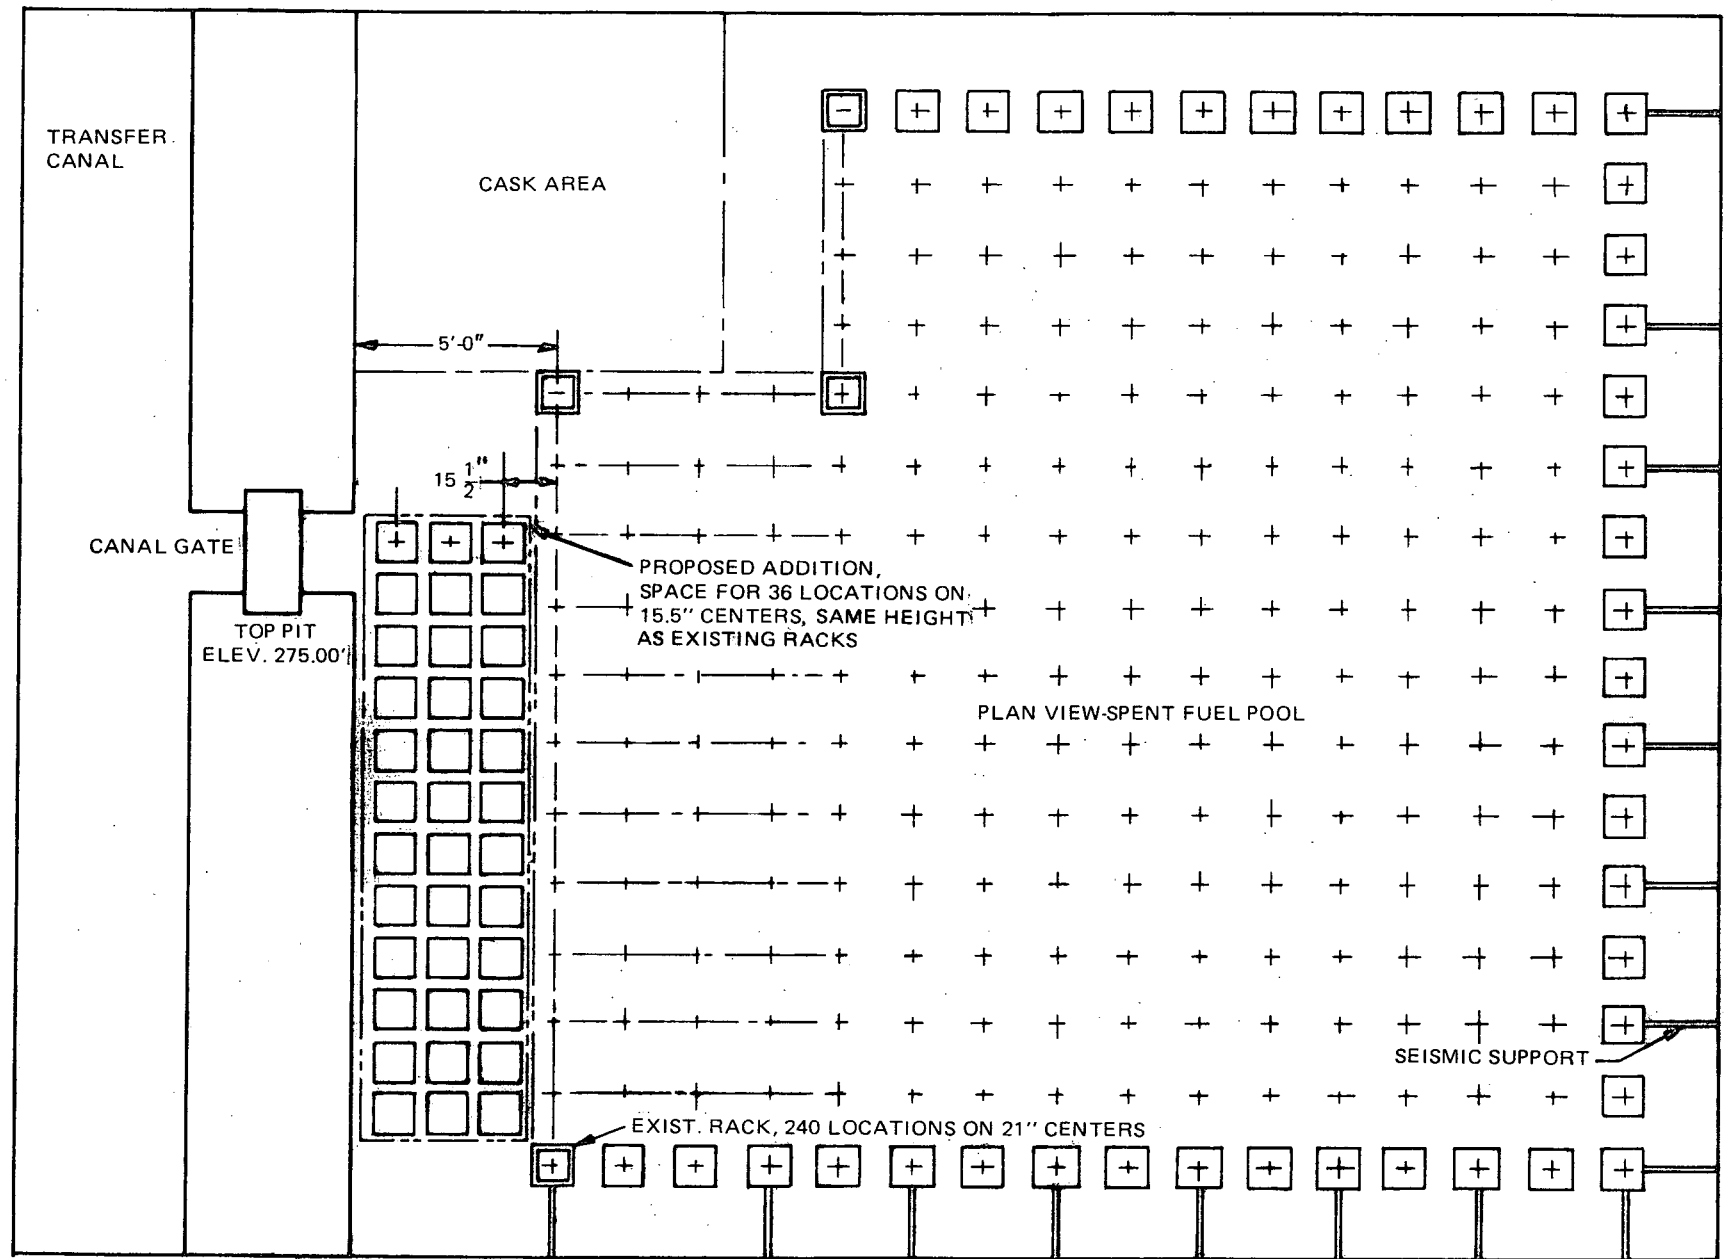 TRANSFER
CANAL
CASK AREA
5'-0"
15 1/2"
CANAL GATE
PROPOSED ADDITION,
SPACE FOR 36 LOCATIONS ON
15.5" CENTERS, SAME HEIGHT
AS EXISTING RACKS
TOP PIT
ELEV. 275.00'
PLAN VIEW-SPENT FUEL POOL
SEISMIC SUPPORT
EXIST. RACK, 240 LOCATIONS ON 21" CENTERS